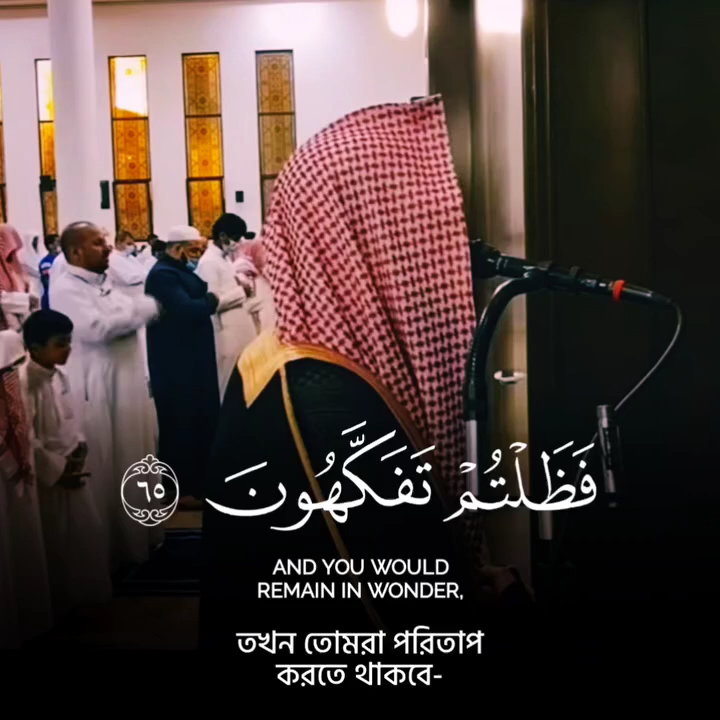 فَظَلْتُمْ تَفَكَّهُونَ ٦٥
AND YOU WOULD
REMAIN IN WONDER,
তখন তোমরা পরিতাপ
করতে থাকবে-